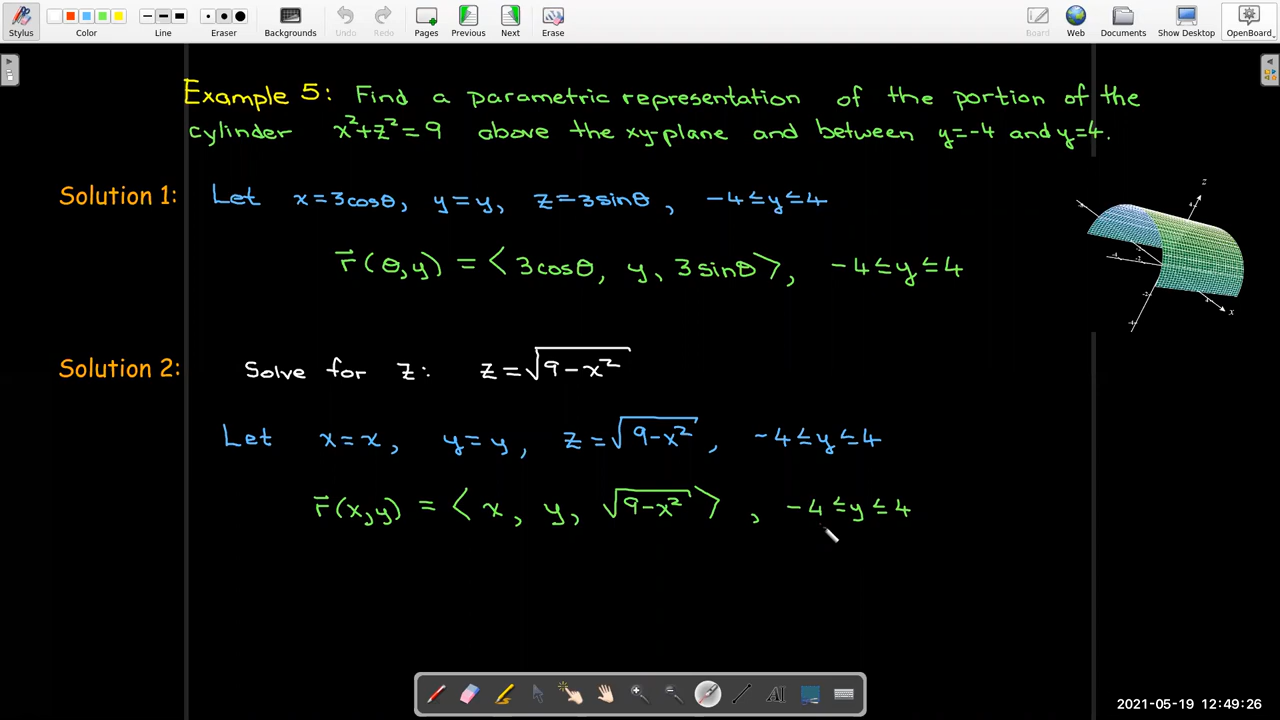 Stylus Color Line Eraser Backgrounds Undo Redo Pages Previous Next Erase Board Web Documents Show Desktop OpenBoard
Example 5: Find a parametric representation of the portion of the
cylinder x²+z²=9 above the xy-plane and between y=-4 and y=4.
Solution 1: Let x=3cosθ, y=y, z=3sinθ, -4≤y≤4
r⃗(θ,y) = ⟨3cosθ, y, 3sinθ⟩, -4≤y≤4
Solution 2: Solve for z: z=√(9-x²)
Let x=x, y=y, z=√(9-x²), -4≤y≤4
r⃗(x,y) = ⟨x, y, √(9-x²)⟩, -4≤y≤4
z
x
AI
2021-05-19 12:49:26